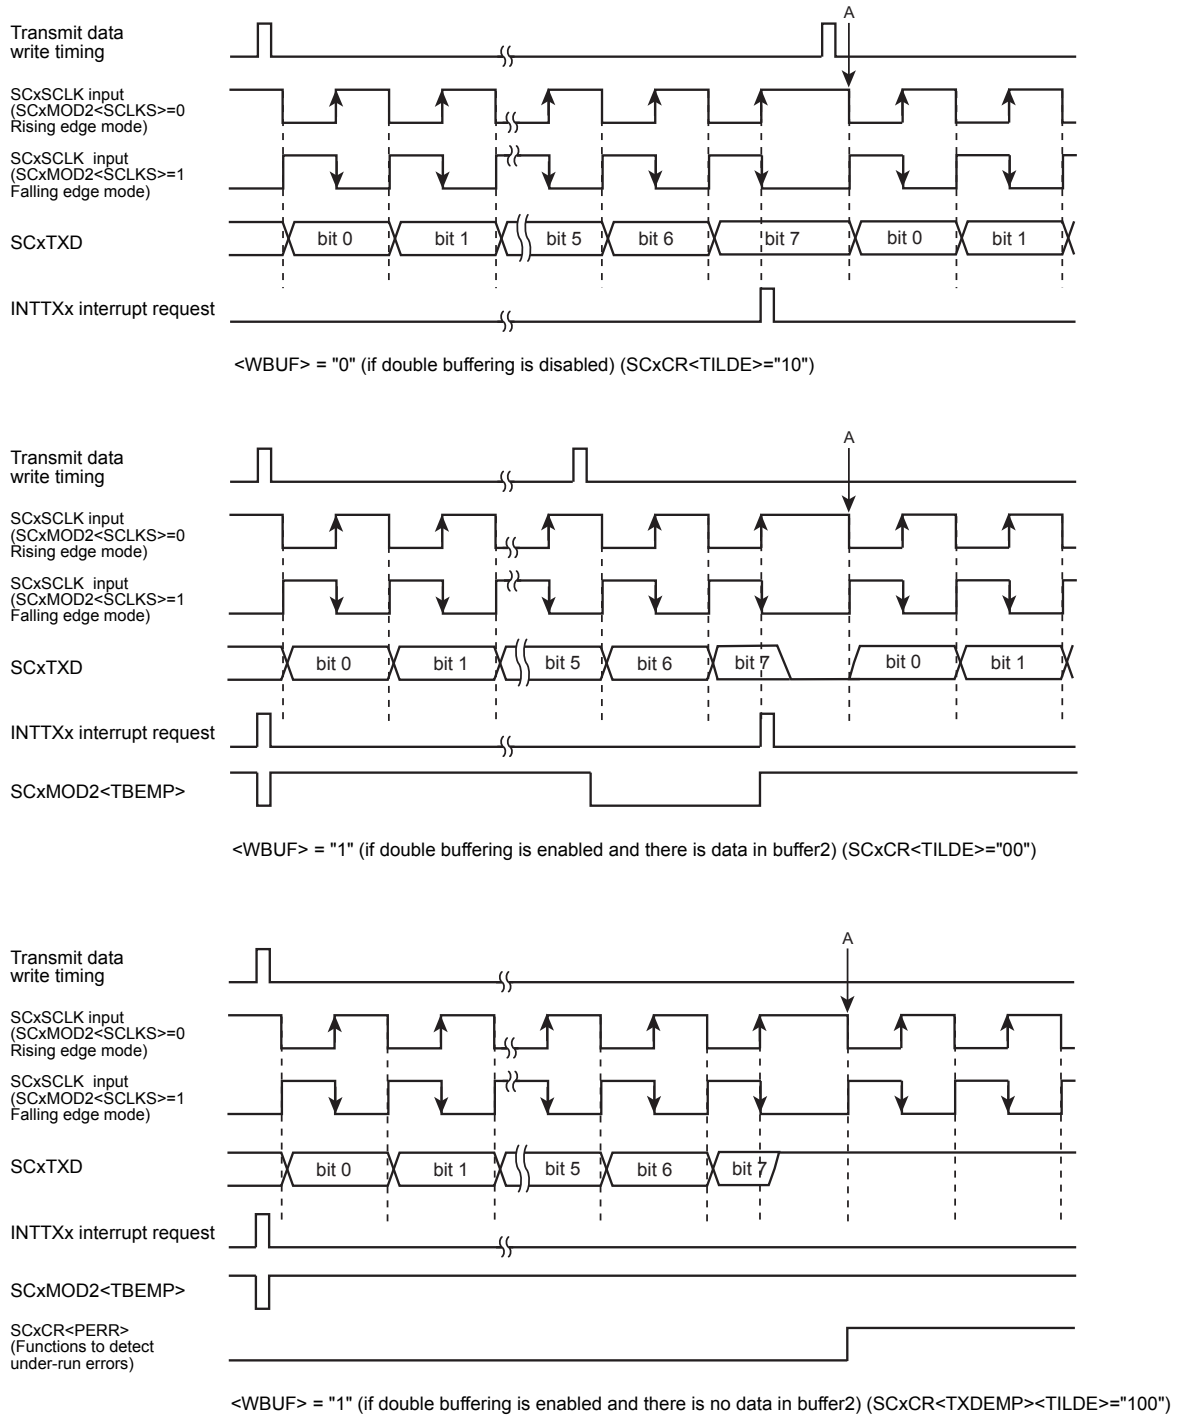 A
Transmit data
write timing
SCxSCLK input
(SCxMOD2<SCLKS>=0
Rising edge mode)
SCxSCLK input
(SCxMOD2<SCLKS>=1
Falling edge mode)
SCxTXD
bit 0 bit 1 bit 5 bit 6 bit 7 bit 0 bit 1
INTTXx interrupt request
<WBUF> = "0" (if double buffering is disabled) (SCxCR<TILDE>="10")
A
Transmit data
write timing
SCxSCLK input
(SCxMOD2<SCLKS>=0
Rising edge mode)
SCxSCLK input
(SCxMOD2<SCLKS>=1
Falling edge mode)
SCxTXD
bit 0 bit 1 bit 5 bit 6 bit 7 bit 0 bit 1
INTTXx interrupt request
SCxMOD2<TBEMP>
<WBUF> = "1" (if double buffering is enabled and there is data in buffer2) (SCxCR<TILDE>="00")
A
Transmit data
write timing
SCxSCLK input
(SCxMOD2<SCLKS>=0
Rising edge mode)
SCxSCLK input
(SCxMOD2<SCLKS>=1
Falling edge mode)
SCxTXD
bit 0 bit 1 bit 5 bit 6 bit 7
INTTXx interrupt request
SCxMOD2<TBEMP>
SCxCR<PERR>
(Functions to detect
under-run errors)
<WBUF> = "1" (if double buffering is enabled and there is no data in buffer2) (SCxCR<TXDEMP><TILDE>="100")